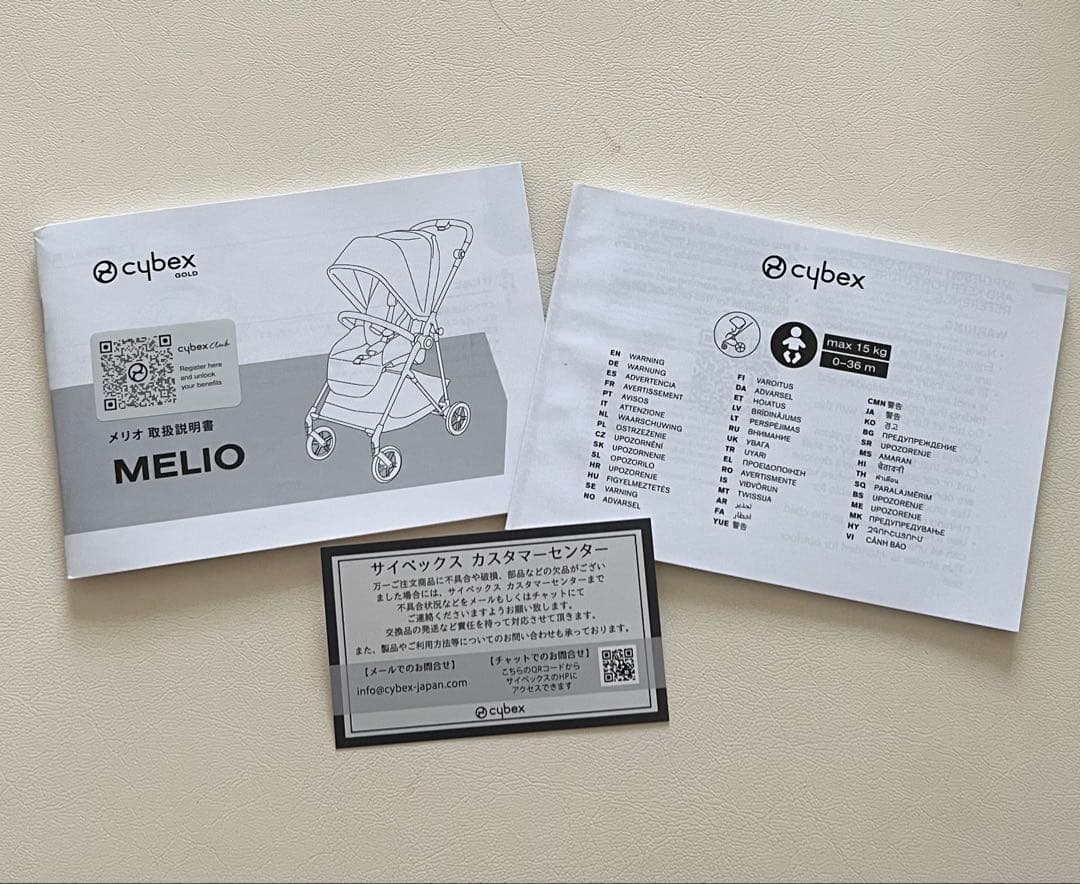 cybex
GOLD
cybex club
Register here
and unlock
your benefits
メリオ 取扱説明書
MELIO
cybex
max 15 kg
0–36 m
EN WARNING
DE WARNUNG
ES ADVERTENCIA
FR AVERTISSEMENT
PT AVISOS
IT ATTENZIONE
NL WAARSCHUWING
PL OSTRZEŻENIE
CZ UPOZORNĚNÍ
SK UPOZORNENIE
SL OPOZORILO
HR UPOZORENJE
HU FIGYELMEZTETÉS
SE VARNING
NO ADVARSEL
FI VAROITUS
DA ADVARSEL
ET HOIATUS
LV BRĪDINĀJUMS
LT PERSPĖJIMAS
RU ВНИМАНИЕ
UK УВАГА
TR UYARI
EL ΠΡΟΕΙΔΟΠΟΙΗΣΗ
RO AVERTISMENTE
IS VIÐVÖRUN
MT TWISSIJA
AR تحذير
FA اخطار
YUE 警告
CMN 警告
JA 警告
KO 경고
BG ПРЕДУПРЕЖДЕНИЕ
SR UPOZORENJE
MS AMARAN
HI चेतावनी
TH คำเตือน
SQ PARALAJMËRIM
BS UPOZORENJE
ME UPOZORENJE
MK ПРЕДУПРЕДУВАЊЕ
HY ԶԳՈՒՇԱՑՈՒՄ
VI CẢNH BÁO
サイベックス カスタマーセンター
万一ご注文商品に不具合や破損、部品などの欠品がござい
ました場合には、サイベックス カスタマーセンターまで
不具合状況などをメールもしくはチャットにて
ご連絡くださいますようお願い致します。
交換品の発送など責任を持って対応させて頂きます。
また、製品やご利用方法等についてのお問い合わせも承っております。
【メールでのお問合せ】
info@cybex-japan.com
【チャットでのお問合せ】
こちらのQRコードから
サイベックスのHPに
アクセスできます
cybex